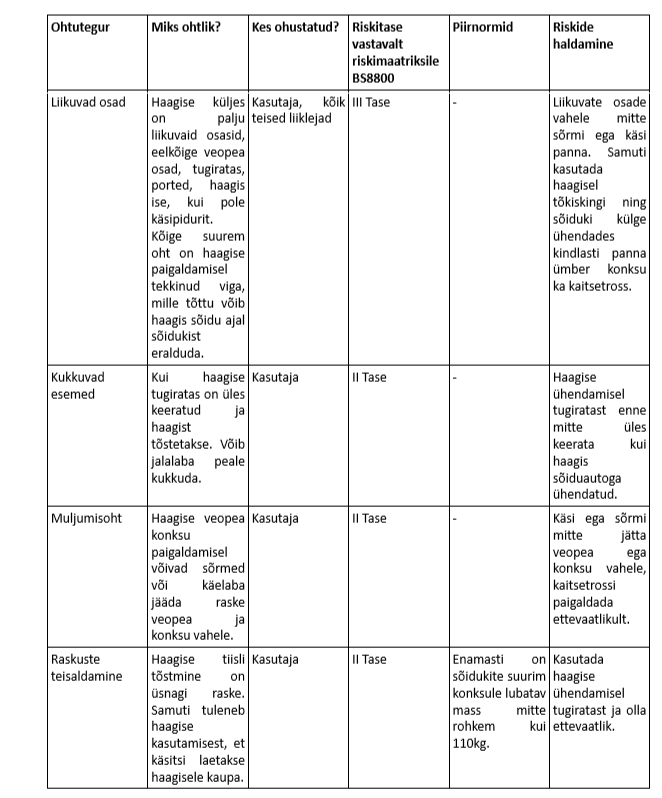 Ohtutegur
Miks ohtlik?
Kes ohustatud?
Riskitase
vastavalt
riskimaatriksile
BS8800
Piirnormid
Riskide
haldamine
Liikuvad osad
Haagise küljes
on palju
liikuvaid osasid,
eelkõige veopea
osad, tugiratas,
ported, haagis
ise, kui pole
käsipidurit.
Kõige suurem
oht on haagise
paigaldamisel
tekkinud viga,
mille tõttu võib
haagis sõidu ajal
sõidukist
eralduda.
Kasutaja, kõik
teised liiklejad
III Tase
-
Liikuvate osade
vahele mitte
sõrmi ega käsi
panna. Samuti
kasutada
haagisel
tõkiskingi ning
sõiduki külge
ühendades
kindlasti panna
ümber konksu
ka kaitsetross.
Kukkuvad
esemed
Kui haagise
tugiratas on üles
keeratud ja
haagist
tõstetakse. Võib
jalalaba peale
kukkuda.
Kasutaja
II Tase
-
Haagise
ühendamisel
tugiratast enne
mitte üles
keerata kui
haagis
sõiduautoga
ühendatud.
Muljumisoht
Haagise veopea
konksu
paigaldamisel
võivad sõrmed
või käelaba
jääda raske
veopea ja
konksu vahele.
Kasutaja
II Tase
-
Käsi ega sõrmi
mitte jätta
veopea ega
konksu vahele,
kaitsetrossi
paigaldada
ettevaatlikult.
Raskuste
teisaldamine
Haagise tiisli
tõstmine on
üsnagi raske.
Samuti tuleneb
haagise
kasutamisest, et
käsitsi laetakse
haagisele kaupa.
Kasutaja
II Tase
Enamasti on
sõidukite suurim
konksule lubatav
mass mitte
rohkem kui
110kg.
Kasutada
haagise
ühendamisel
tugiratast ja olla
ettevaatlik.